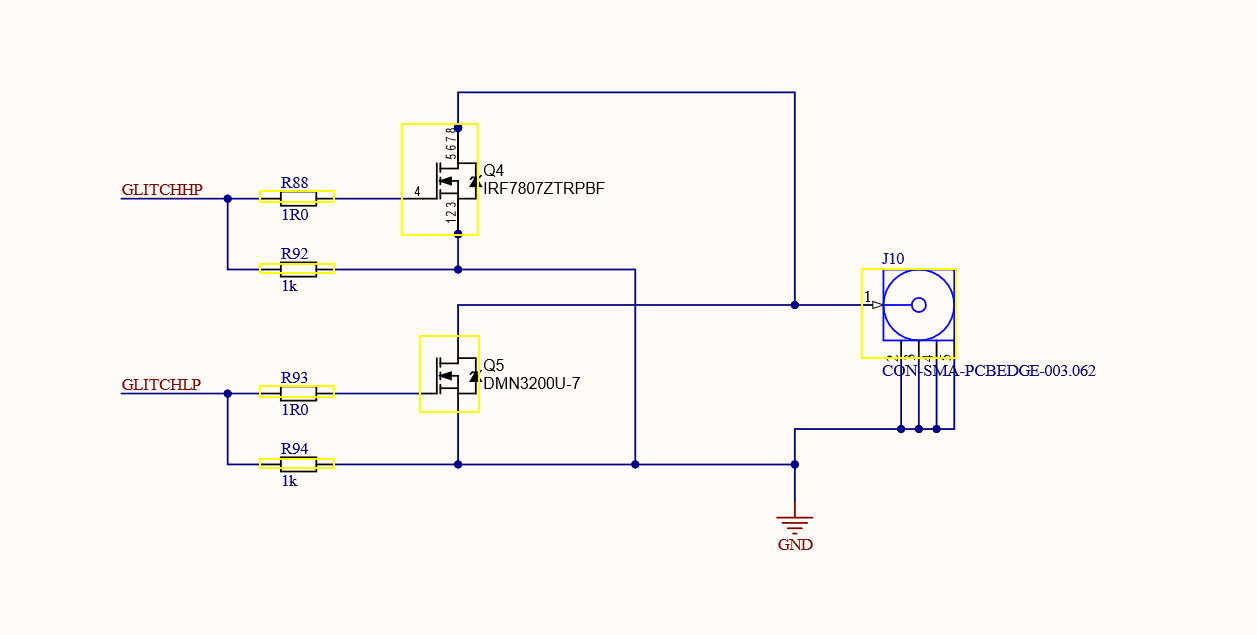 GLITCHHP
R88
1R0
R92
1k
5 6 7 8
4
1 2 3
Q4
IRF7807ZTRPBF
GLITCHLP
R93
1R0
R94
1k
Q5
DMN3200U-7
J10
1
CON-SMA-PCBEDGE-003.062
GND